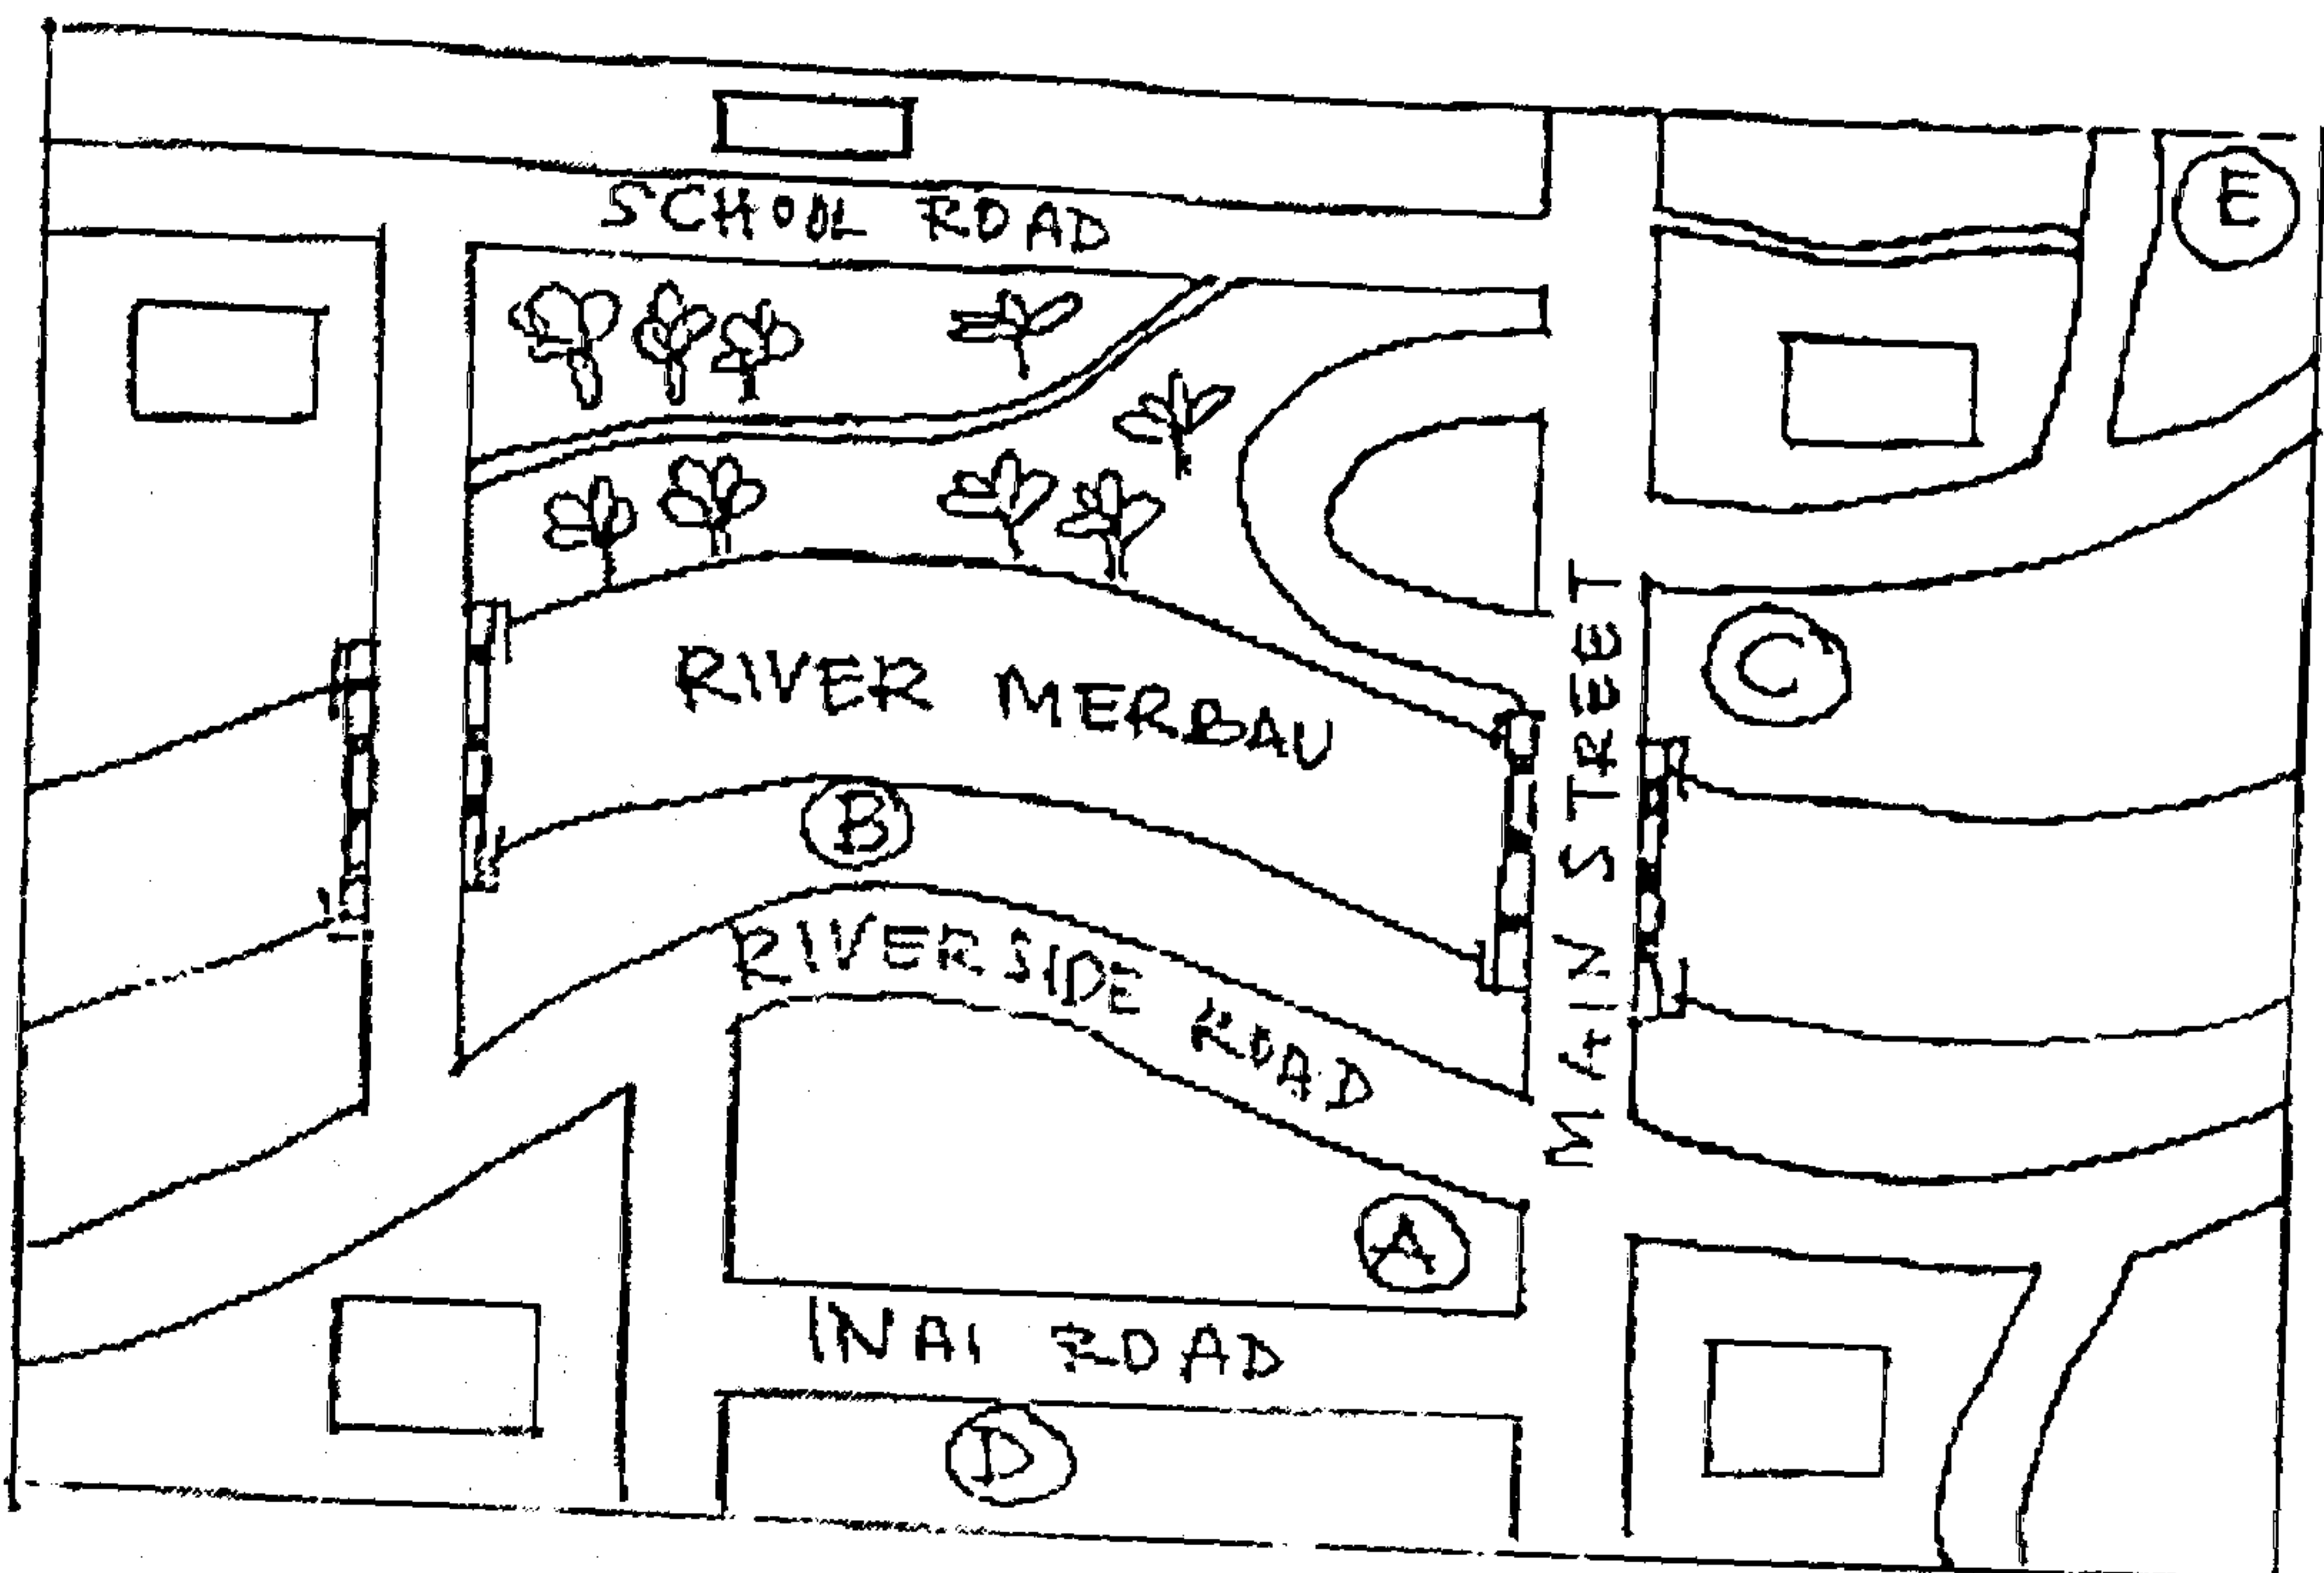 SCHOOL ROAD
E
RIVER MERBAU
C
MAIN STREET
B
RIVERSIDE ROAD
A
INAI ROAD
D